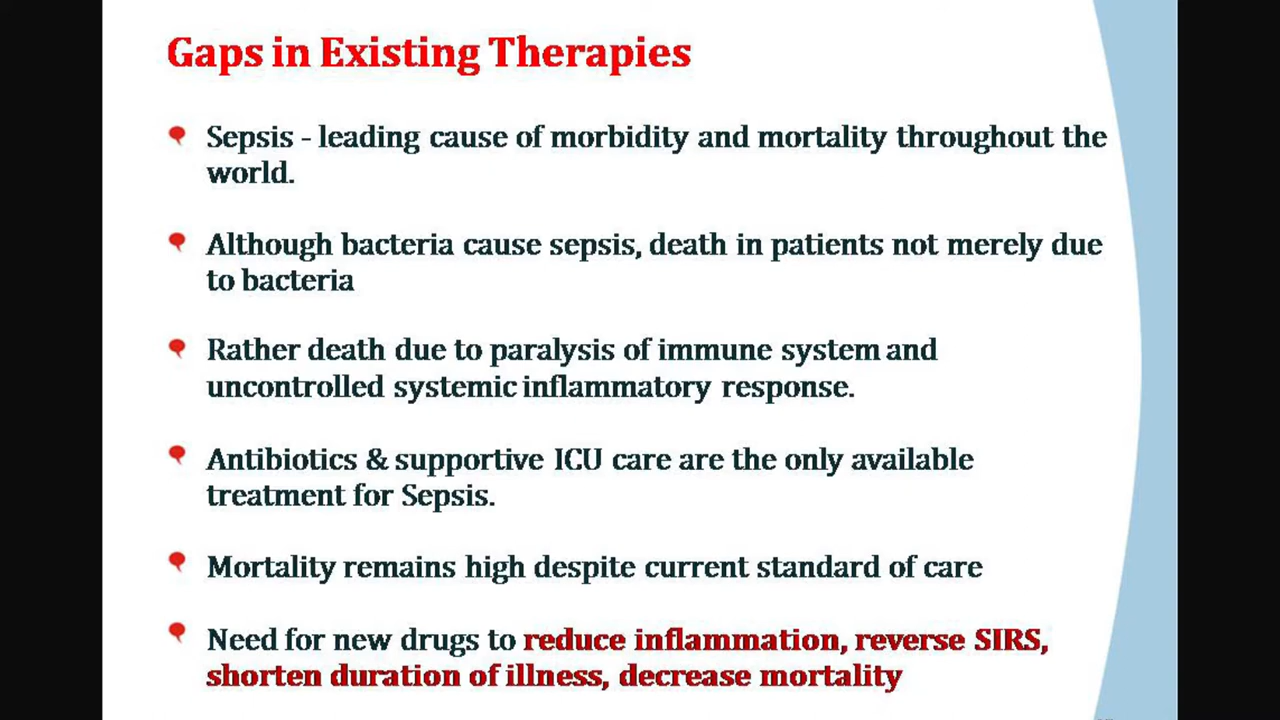 Gaps in Existing Therapies
Sepsis - leading cause of morbidity and mortality throughout the
world.
Although bacteria cause sepsis, death in patients not merely due
to bacteria
Rather death due to paralysis of immune system and
uncontrolled systemic inflammatory response.
Antibiotics & supportive ICU care are the only available
treatment for Sepsis.
Mortality remains high despite current standard of care
Need for new drugs to reduce inflammation, reverse SIRS,
shorten duration of illness, decrease mortality